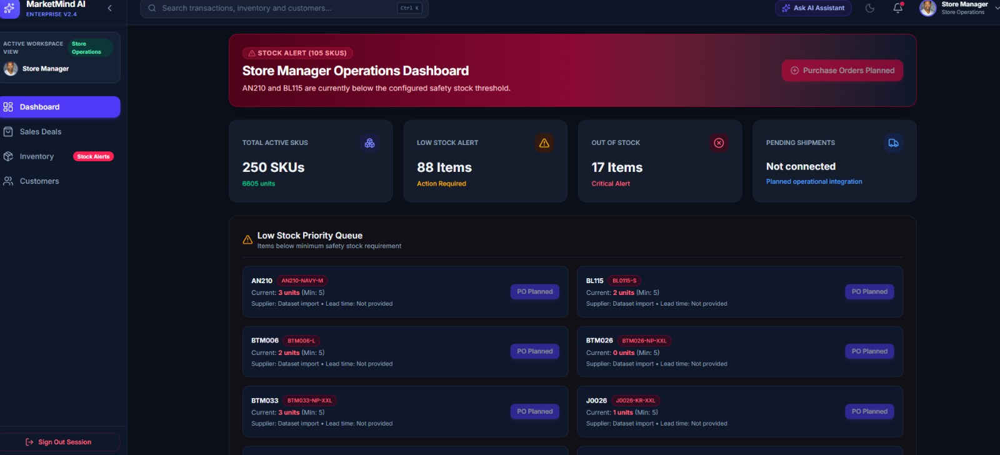 MarketMind AI
ENTERPRISE V2.4
Search transactions, inventory and customers...
Ctrl K
Ask AI Assistant
Store Manager
Store Operations
ACTIVE WORKSPACE VIEW
Store Operations
Store Manager
Dashboard
Sales Deals
Inventory
Stock Alerts
Customers
Sign Out Session
STOCK ALERT (105 SKUS)
Store Manager Operations Dashboard
AN210 and BL115 are currently below the configured safety stock threshold.
Purchase Orders Planned
TOTAL ACTIVE SKUS
250 SKUs
6605 units
LOW STOCK ALERT
88 Items
Action Required
OUT OF STOCK
17 Items
Critical Alert
PENDING SHIPMENTS
Not connected
Planned operational integration
Low Stock Priority Queue
Items below minimum safety stock requirement
AN210 AN210-NAVY-M
Current: 3 units (Min: 5)
Supplier: Dataset import • Lead time: Not provided
PO Planned
BL115 BL0115-S
Current: 2 units (Min: 5)
Supplier: Dataset import • Lead time: Not provided
PO Planned
BTM006 BTM006-L
Current: 2 units (Min: 5)
Supplier: Dataset import • Lead time: Not provided
PO Planned
BTM026 BTM026-NP-XXL
Current: 0 units (Min: 5)
Supplier: Dataset import • Lead time: Not provided
PO Planned
BTM033 BTM033-NP-XXL
Current: 3 units (Min: 5)
Supplier: Dataset import • Lead time: Not provided
PO Planned
J0026 J0026-KR-XXL
Current: 1 units (Min: 5)
Supplier: Dataset import • Lead time: Not provided
PO Planned